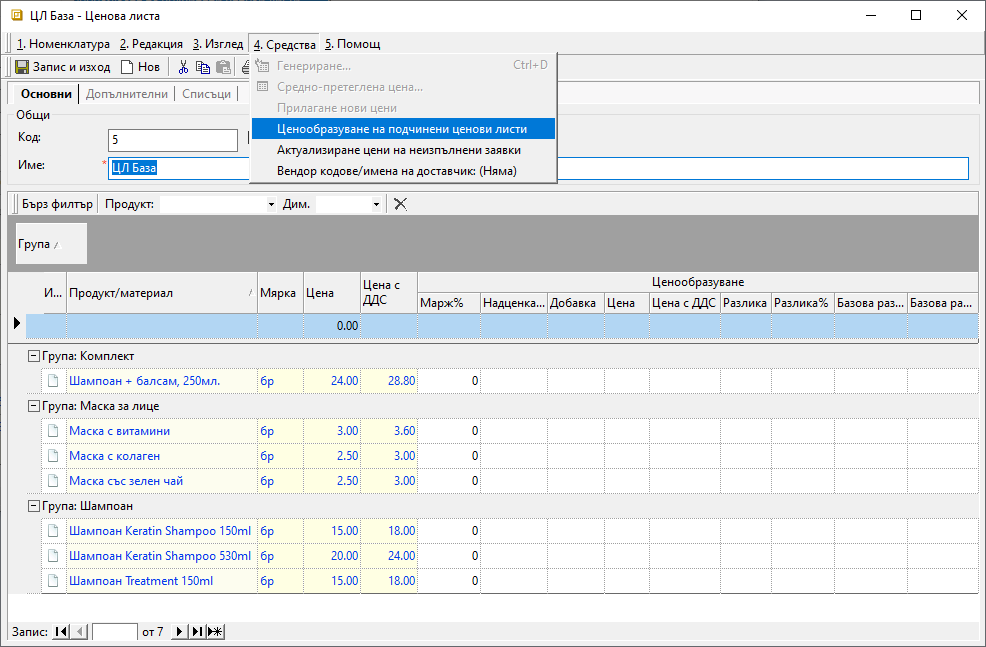 ЦЛ База - Ценова листа
1. Номенклатура 2. Редакция 3. Изглед 4. Средства 5. Помощ
Запис и изход Нов
Генериране... Ctrl+D
Средно-претеглена цена...
Прилагане нови цени
Ценообразуване на подчинени ценови листи
Актуализиране цени на неизпълнени заявки
Вендор кодове/имена на доставчик: (Няма)
Основни Допълнителни Списъци
Общи
Код: 5
Име: * ЦЛ База
Бърз филтър Продукт: Дим.
Група
Ценообразуване
И... Продукт/материал Мярка Цена Цена с ДДС Марж% Надценка... Добавка Цена Цена с ДДС Разлика Разлика% Базова раз... Базова ра...
0.00
Група: Комплект
Шампоан + балсам, 250мл. бр 24.00 28.80 0
Група: Маска за лице
Маска с витамини бр 3.00 3.60 0
Маска с колаген бр 2.50 3.00 0
Маска със зелен чай бр 2.50 3.00 0
Група: Шампоан
Шампоан Keratin Shampoo 150ml бр 15.00 18.00 0
Шампоан Keratin Shampoo 530ml бр 20.00 24.00 0
Шампоан Treatment 150ml бр 15.00 18.00 0
Запис: от 7